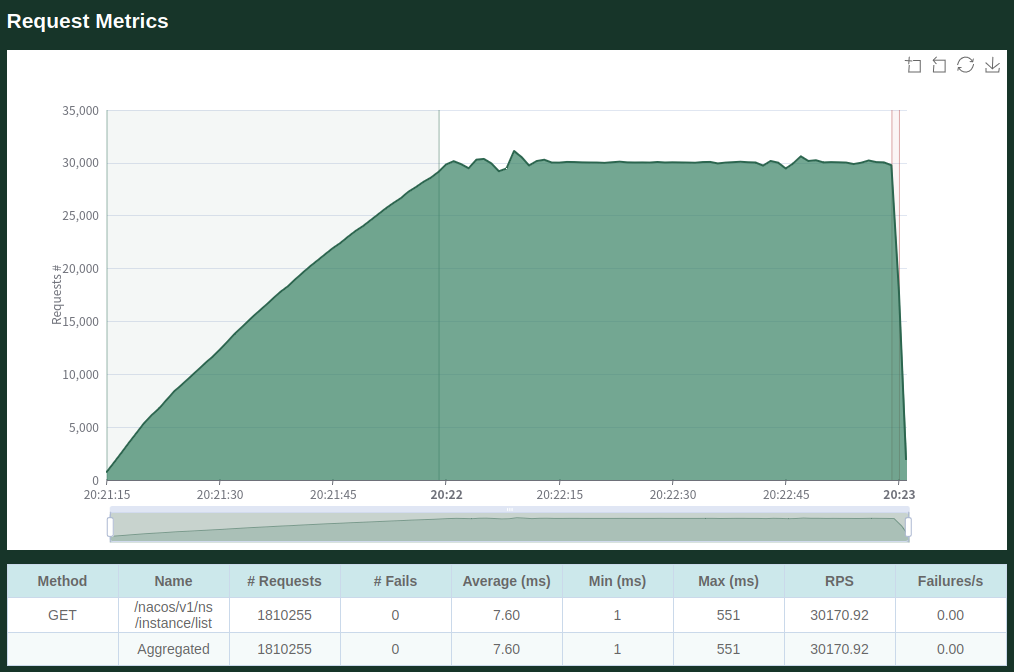 Request Metrics
35,000
30,000
25,000
20,000
15,000
10,000
5,000
0
Requests #
20:21:15 20:21:30 20:21:45 20:22 20:22:15 20:22:30 20:22:45 20:23
Method Name # Requests # Fails Average (ms) Min (ms) Max (ms) RPS Failures/s
GET /nacos/v1/ns
/instance/list 1810255 0 7.60 1 551 30170.92 0.00
Aggregated 1810255 0 7.60 1 551 30170.92 0.00